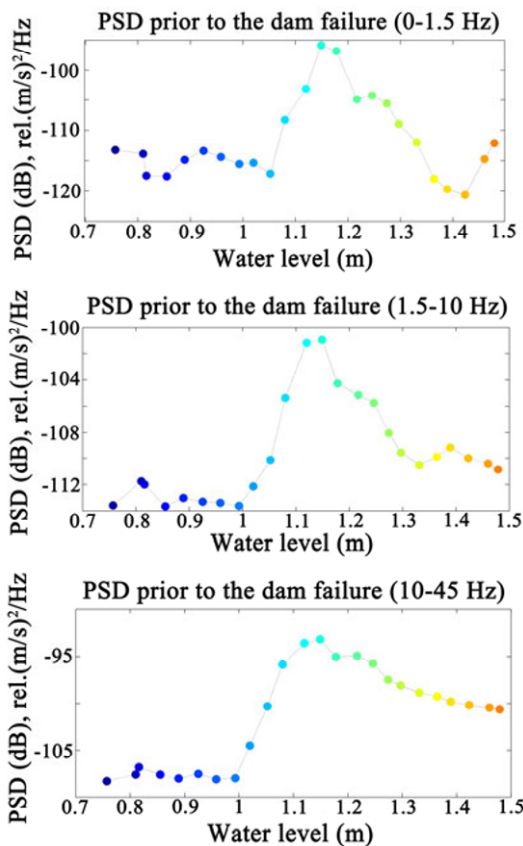 PSD prior to the dam failure (0-1.5 Hz)
PSD (dB), rel.(m/s)²/Hz
-100
-110
-120
0.7 0.8 0.9 1 1.1 1.2 1.3 1.4 1.5
Water level (m)
PSD prior to the dam failure (1.5-10 Hz)
PSD (dB), rel.(m/s)²/Hz
-100
-104
-108
-112
0.7 0.8 0.9 1 1.1 1.2 1.3 1.4 1.5
Water level (m)
PSD prior to the dam failure (10-45 Hz)
PSD (dB), rel.(m/s)²/Hz
-95
-105
0.7 0.8 0.9 1 1.1 1.2 1.3 1.4 1.5
Water level (m)